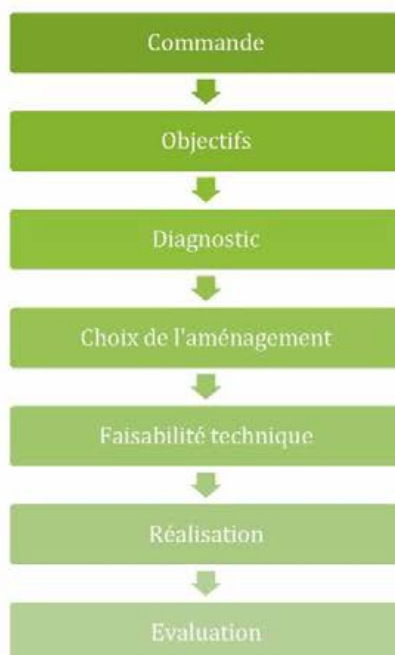 Commande
Objectifs
Diagnostic
Choix de l'aménagement
Faisabilité technique
Réalisation
Evaluation